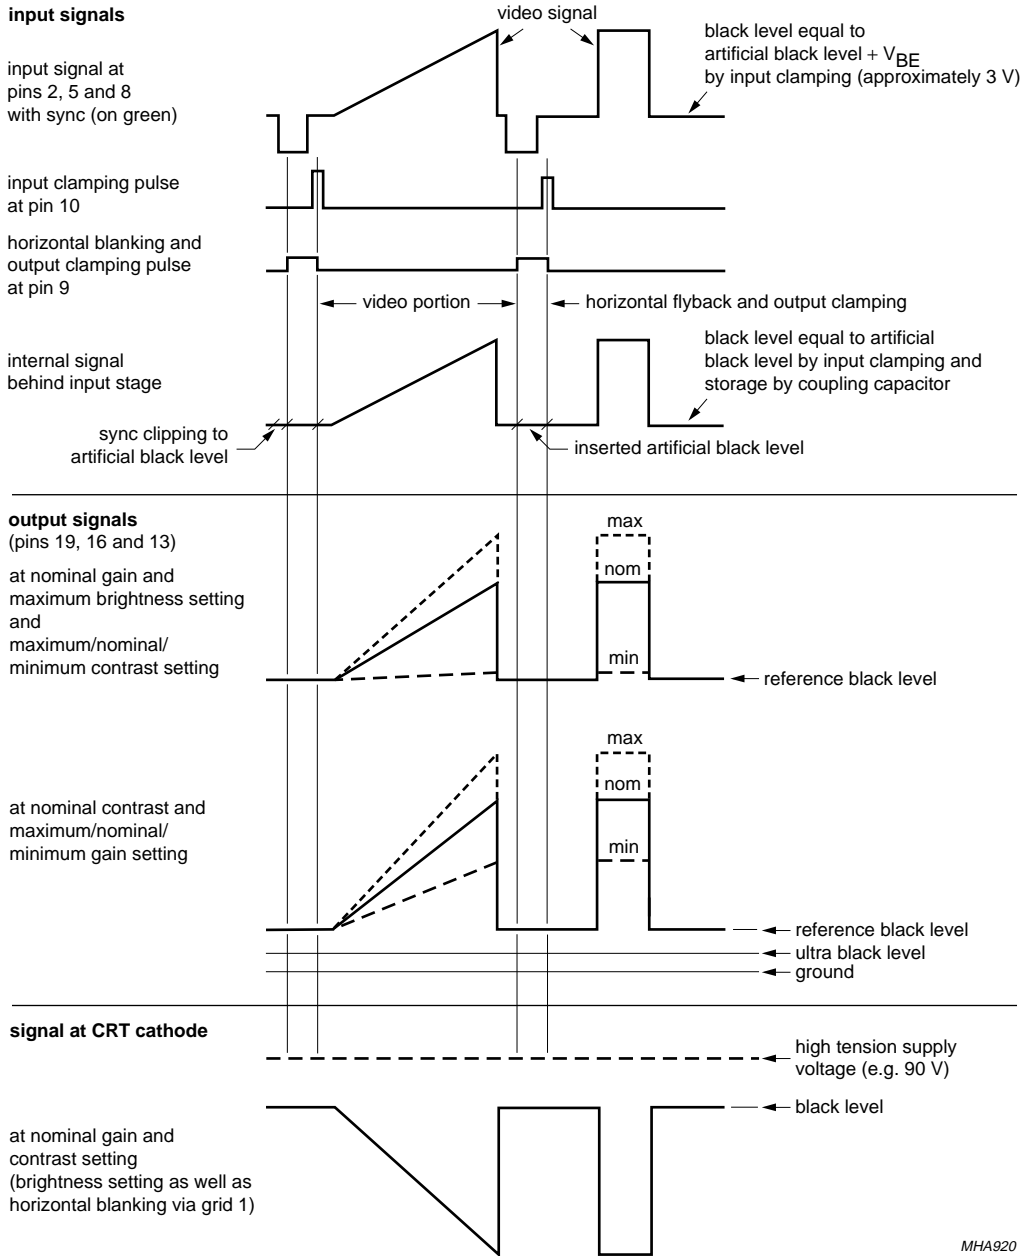 input signals
video signal
black level equal to
artificial black level + VBE
by input clamping (approximately 3 V)
input signal at
pins 2, 5 and 8
with sync (on green)
input clamping pulse
at pin 10
horizontal blanking and
output clamping pulse
at pin 9
video portion
horizontal flyback and output clamping
internal signal
behind input stage
black level equal to artificial
black level by input clamping and
storage by coupling capacitor
sync clipping to
artificial black level
inserted artificial black level
output signals
(pins 19, 16 and 13)
at nominal gain and
maximum brightness setting
and
maximum/nominal/
minimum contrast setting
max
nom
min
reference black level
at nominal contrast and
maximum/nominal/
minimum gain setting
max
nom
min
reference black level
ultra black level
ground
signal at CRT cathode
high tension supply
voltage (e.g. 90 V)
black level
at nominal gain and
contrast setting
(brightness setting as well as
horizontal blanking via grid 1)
MHA920